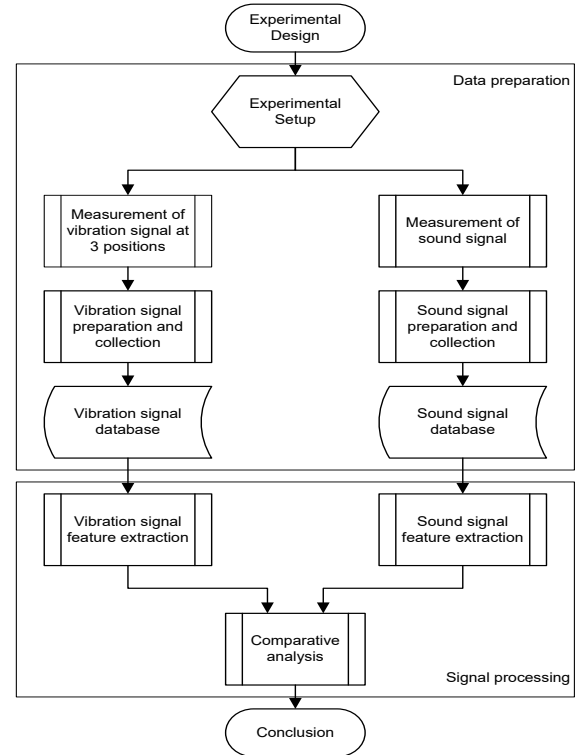 Experimental
Design
Data preparation
Experimental
Setup
Measurement of
vibration signal at
3 positions
Measurement of
sound signal
Vibration signal
preparation and
collection
Sound signal
preparation and
collection
Vibration signal
database
Sound signal
database
Vibration signal
feature extraction
Sound signal
feature extraction
Comparative
analysis
Signal processing
Conclusion